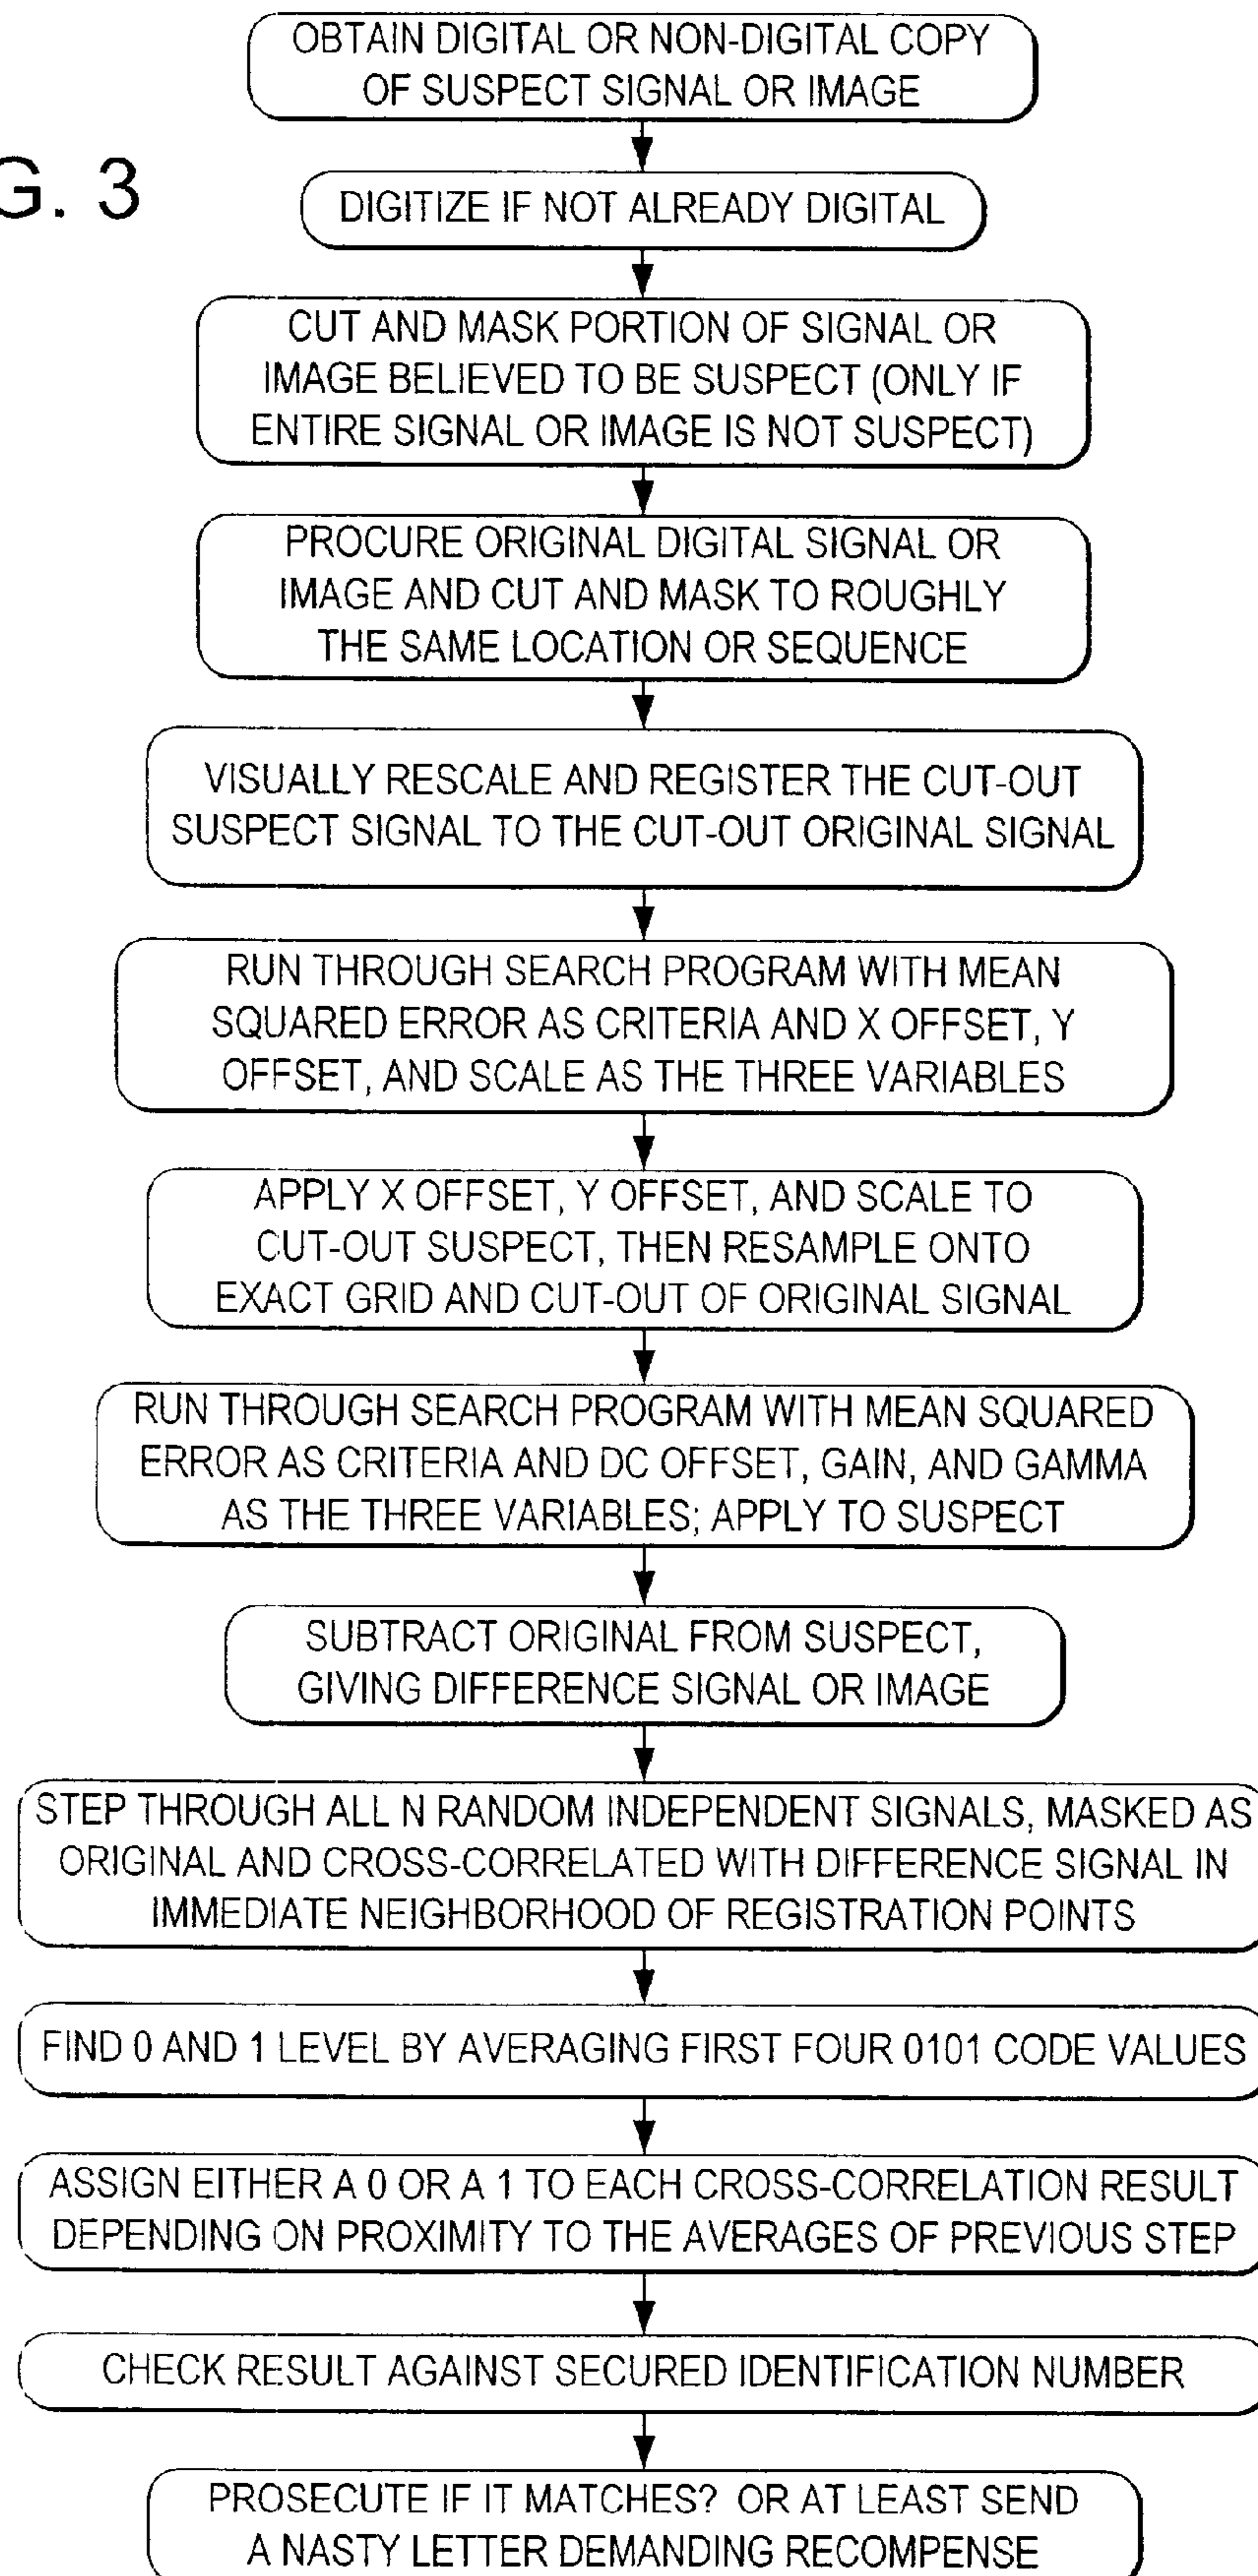 OBTAIN DIGITAL OR NON-DIGITAL COPY
OF SUSPECT SIGNAL OR IMAGE
G. 3
DIGITIZE IF NOT ALREADY DIGITAL
CUT AND MASK PORTION OF SIGNAL OR
IMAGE BELIEVED TO BE SUSPECT (ONLY IF
ENTIRE SIGNAL OR IMAGE IS NOT SUSPECT)
PROCURE ORIGINAL DIGITAL SIGNAL OR
IMAGE AND CUT AND MASK TO ROUGHLY
THE SAME LOCATION OR SEQUENCE
VISUALLY RESCALE AND REGISTER THE CUT-OUT
SUSPECT SIGNAL TO THE CUT-OUT ORIGINAL SIGNAL
RUN THROUGH SEARCH PROGRAM WITH MEAN
SQUARED ERROR AS CRITERIA AND X OFFSET, Y
OFFSET, AND SCALE AS THE THREE VARIABLES
APPLY X OFFSET, Y OFFSET, AND SCALE TO
CUT-OUT SUSPECT, THEN RESAMPLE ONTO
EXACT GRID AND CUT-OUT OF ORIGINAL SIGNAL
RUN THROUGH SEARCH PROGRAM WITH MEAN SQUARED
ERROR AS CRITERIA AND DC OFFSET, GAIN, AND GAMMA
AS THE THREE VARIABLES; APPLY TO SUSPECT
SUBTRACT ORIGINAL FROM SUSPECT,
GIVING DIFFERENCE SIGNAL OR IMAGE
STEP THROUGH ALL N RANDOM INDEPENDENT SIGNALS, MASKED AS
ORIGINAL AND CROSS-CORRELATED WITH DIFFERENCE SIGNAL IN
IMMEDIATE NEIGHBORHOOD OF REGISTRATION POINTS
FIND 0 AND 1 LEVEL BY AVERAGING FIRST FOUR 0101 CODE VALUES
ASSIGN EITHER A 0 OR A 1 TO EACH CROSS-CORRELATION RESULT
DEPENDING ON PROXIMITY TO THE AVERAGES OF PREVIOUS STEP
CHECK RESULT AGAINST SECURED IDENTIFICATION NUMBER
PROSECUTE IF IT MATCHES? OR AT LEAST SEND
A NASTY LETTER DEMANDING RECOMPENSE